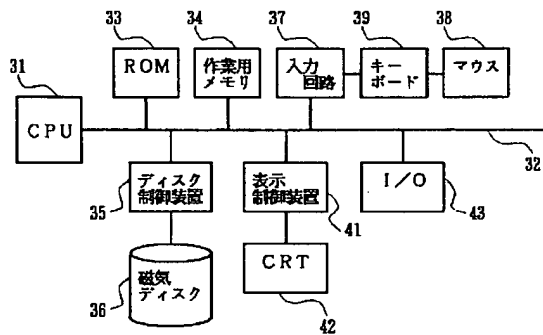 33
34
37
39
38
31
ROM
作業用
メモリ
入力
回路
キー
ボード
マウス
CPU
32
ディスク
制御装置
表示
制御装置
I/O
35
41
43
磁気
ディスク
CRT
36
42